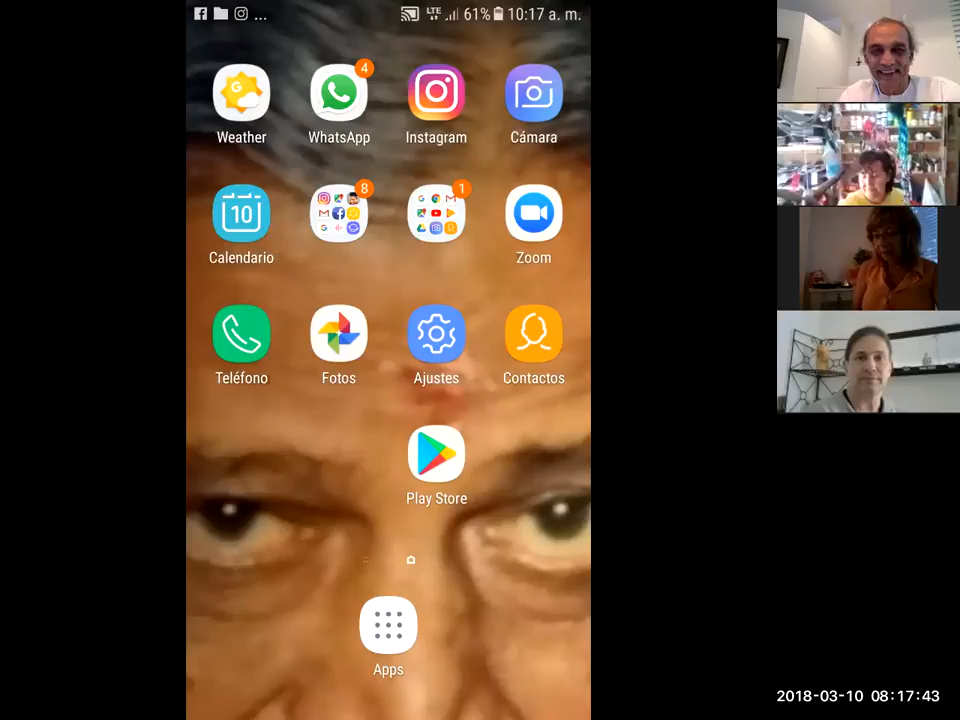 ... LTE 61% 10:17 a. m.
4
Weather WhatsApp Instagram Cámara
10 8 1
Calendario Zoom
Teléfono Fotos Ajustes Contactos
Play Store
Apps
2018-03-10 08:17:43